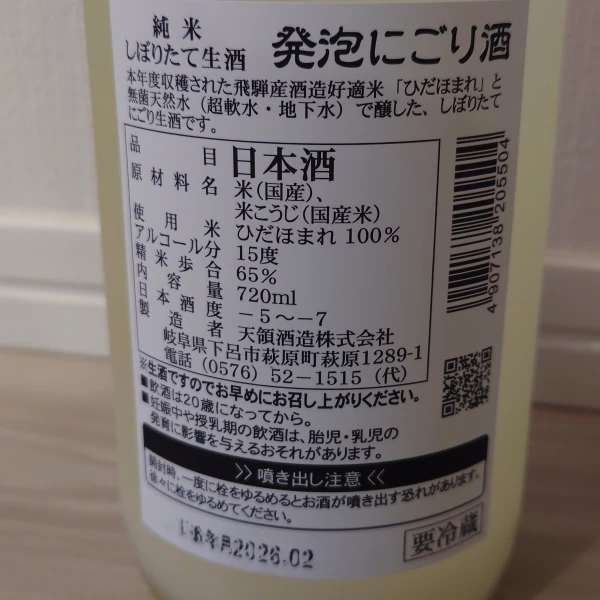 純米
しぼりたて生酒
発泡にごり酒
本年度収穫された飛騨産酒造好適米「ひだほまれ」と
無菌天然水（超軟水・地下水）で醸した、しぼりたて
にごり生酒です。
品目 日本酒
原材料名 米(国産)、
米こうじ(国産米)
使用米 ひだほまれ 100%
アルコール分 15度
精米歩合 65%
内容量 720ml
日本酒度 －5～－7
製造者 天領酒造株式会社
岐阜県下呂市萩原町萩原1289-1
電話 (0576) 52-1515 (代)
※生酒ですのでお早めにお召し上がりください。
■飲酒は20歳になってから。
■妊娠中や授乳期の飲酒は、胎児・乳児の
発育に影響を与えるおそれがあります。
>> 噴き出し注意 <<
開封時、一度に栓をゆるめるとお酒が噴き出す恐れがあります。
徐々に栓をゆるめてください。
2026.02
要冷蔵
4 907138 205504